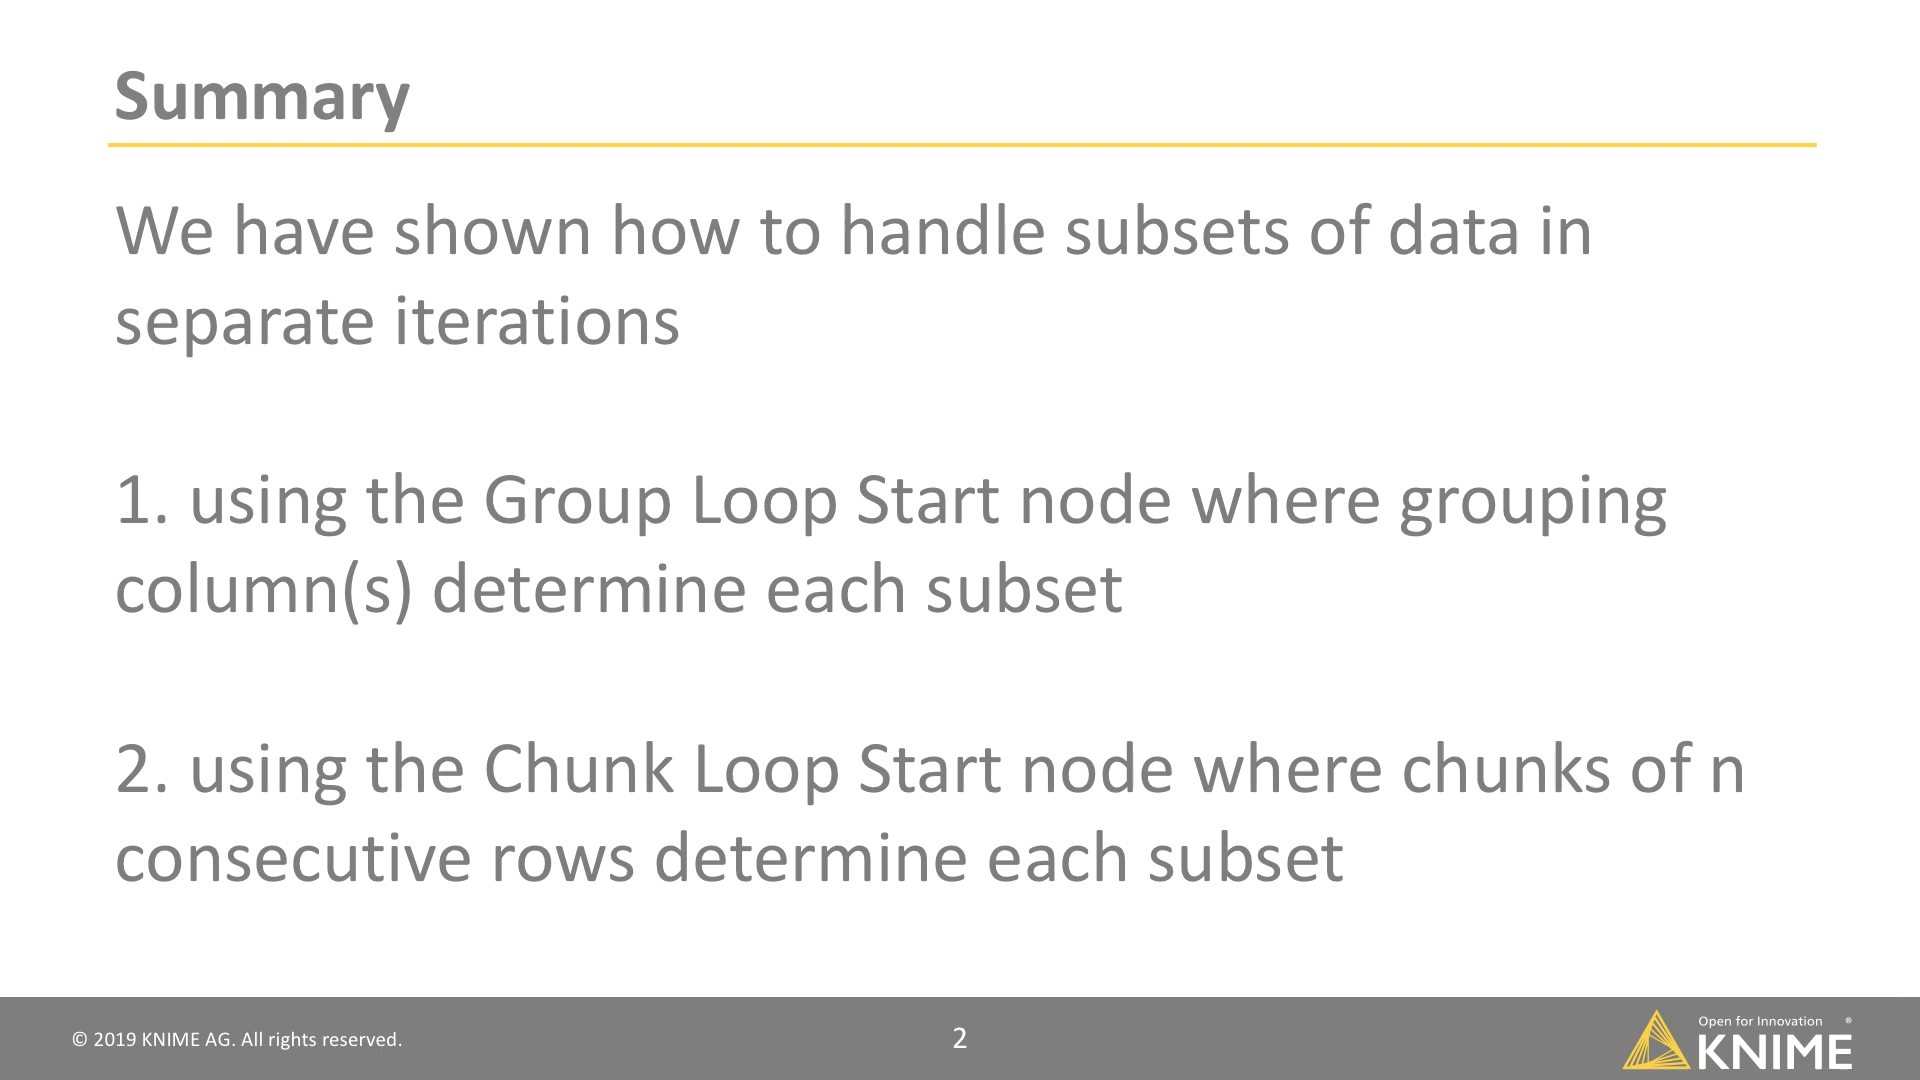 Summary
We have shown how to handle subsets of data in
separate iterations
1. using the Group Loop Start node where grouping
column(s) determine each subset
2. using the Chunk Loop Start node where chunks of n
consecutive rows determine each subset
© 2019 KNIME AG. All rights reserved.
2
Open for Innovation ®
KNIME